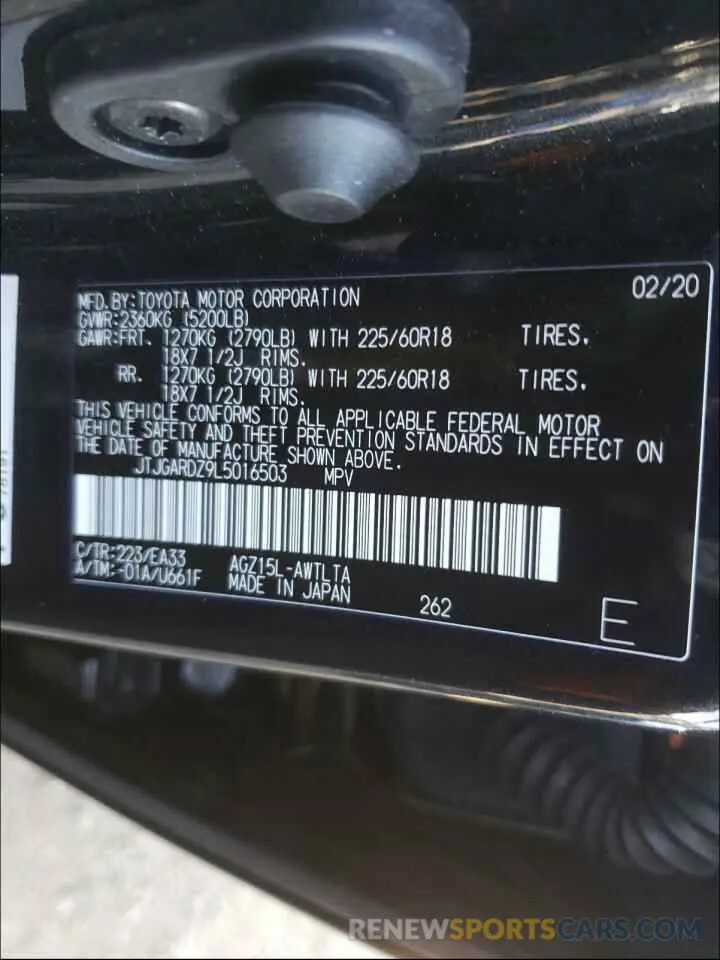 MFD. BY: TOYOTA MOTOR CORPORATION 02/20
GVWR: 2360KG (5200LB)
GAWR: FRT. 1270KG (2790LB) WITH 225/60R18 TIRES.
18X7 1/2J RIMS.
RR. 1270KG (2790LB) WITH 225/60R18 TIRES.
18X7 1/2J RIMS.
THIS VEHICLE CONFORMS TO ALL APPLICABLE FEDERAL MOTOR
VEHICLE SAFETY AND THEFT PREVENTION STANDARDS IN EFFECT ON
THE DATE OF MANUFACTURE SHOWN ABOVE.
JTJGARDZ9L5016503 MPV
C/TR: 223/EA33 AGZ15L-AWTLTA
A/TM: -01A/U661F MADE IN JAPAN 262 E
RENEWSPORTSCARS.COM